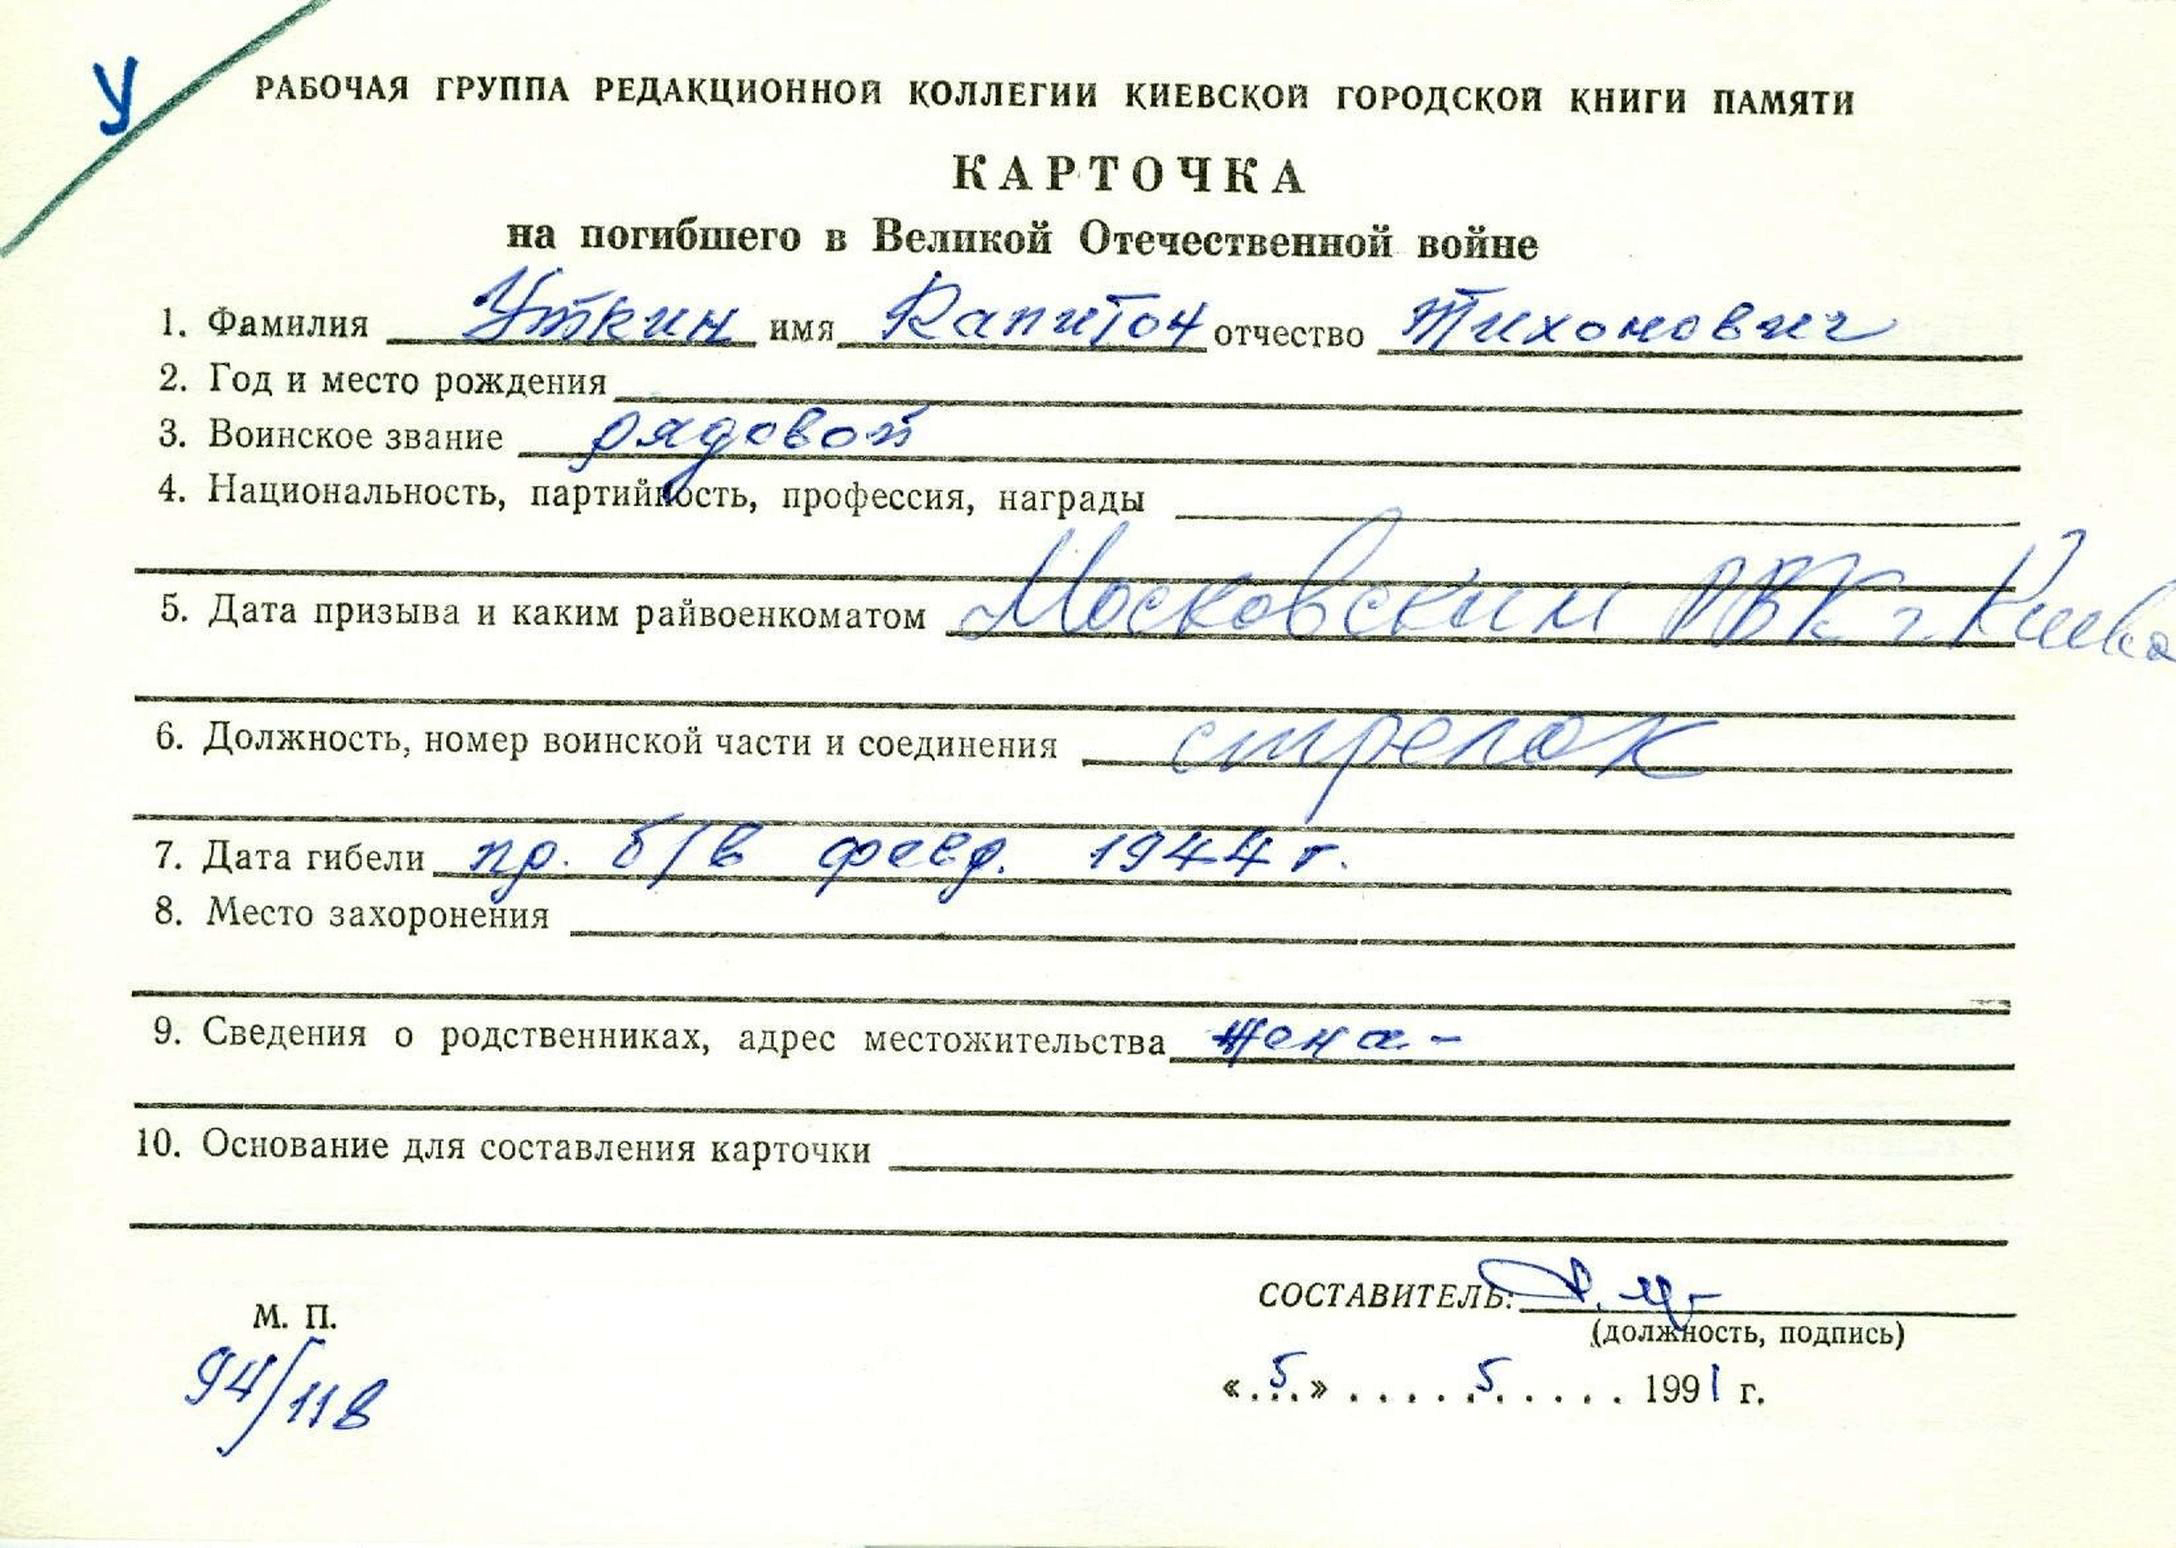 У
РАБОЧАЯ ГРУППА РЕДАКЦИОННОЙ КОЛЛЕГИИ КИЕВСКОЙ ГОРОДСКОЙ КНИГИ ПАМЯТИ
КАРТОЧКА
на погибшего в Великой Отечественной войне
1. Фамилия Уткин имя Капитон отчество Тихонович
2. Год и место рождения
3. Воинское звание рядовой
4. Национальность, партийность, профессия, награды
5. Дата призыва и каким райвоенкоматом Московским РВК г. Киева
6. Должность, номер воинской части и соединения стрелок
7. Дата гибели пр. б/в февр. 1944 г.
8. Место захоронения
9. Сведения о родственниках, адрес местожительства жена –
10. Основание для составления карточки
СОСТАВИТЕЛЬ:
М. П.
(должность, подпись)
94/11в
«.5.» . . . . 5 . . . . . 1991 г.